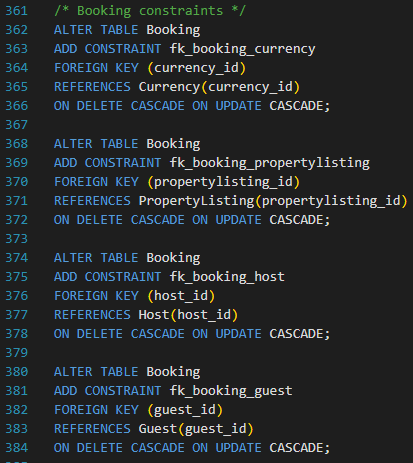 361 /* Booking constraints */
362 ALTER TABLE Booking
363 ADD CONSTRAINT fk_booking_currency
364 FOREIGN KEY (currency_id)
365 REFERENCES Currency(currency_id)
366 ON DELETE CASCADE ON UPDATE CASCADE;
367
368 ALTER TABLE Booking
369 ADD CONSTRAINT fk_booking_propertylisting
370 FOREIGN KEY (propertylisting_id)
371 REFERENCES PropertyListing(propertylisting_id)
372 ON DELETE CASCADE ON UPDATE CASCADE;
373
374 ALTER TABLE Booking
375 ADD CONSTRAINT fk_booking_host
376 FOREIGN KEY (host_id)
377 REFERENCES Host(host_id)
378 ON DELETE CASCADE ON UPDATE CASCADE;
379
380 ALTER TABLE Booking
381 ADD CONSTRAINT fk_booking_guest
382 FOREIGN KEY (guest_id)
383 REFERENCES Guest(guest_id)
384 ON DELETE CASCADE ON UPDATE CASCADE;